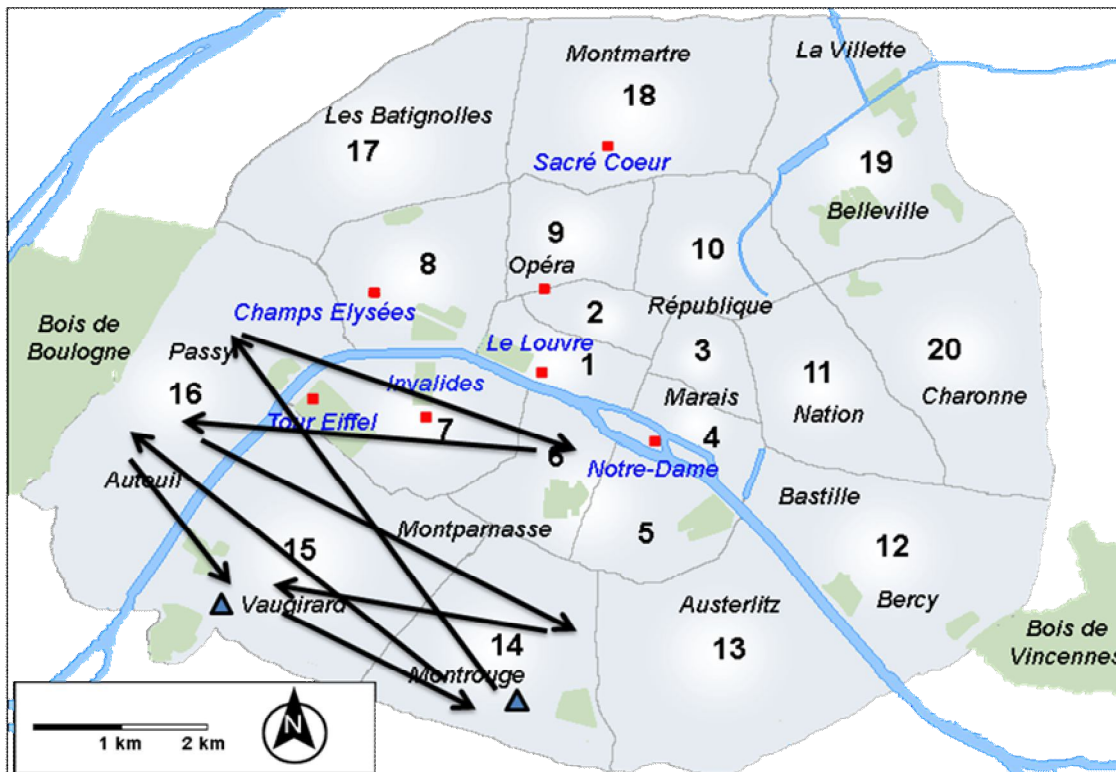 La Villette
Montmartre
18
Les Batignolles
17
Sacré Coeur
19
Belleville
9
10
8
Opéra
République
Champs Elysées
2
Bois de
Boulogne
Passy
Le Louvre
1
3
20
11
Invalides
16
Marais
Charonne
Nation
Tour Eiffel
7
4
6
Notre-Dame
Auteuil
Bastille
Montparnasse
5
15
12
Vaugirard
Austerlitz
Bercy
14
13
Bois de
Vincennes
Montrouge
N
1 km
2 km